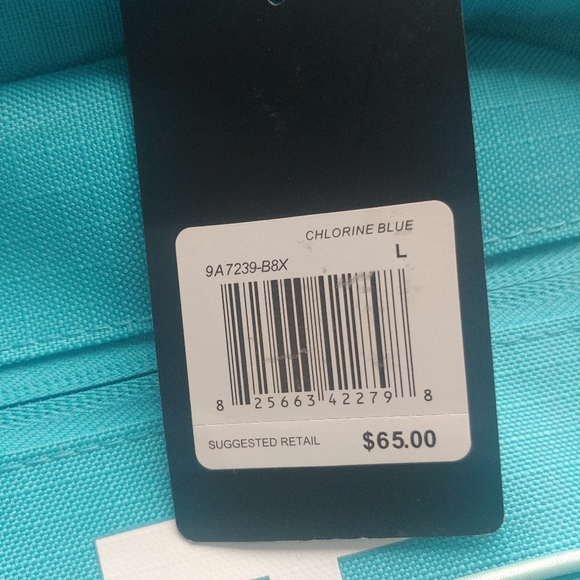 CHLORINE BLUE
9A7239-B8X L
8 25663 42279 8
SUGGESTED RETAIL $65.00